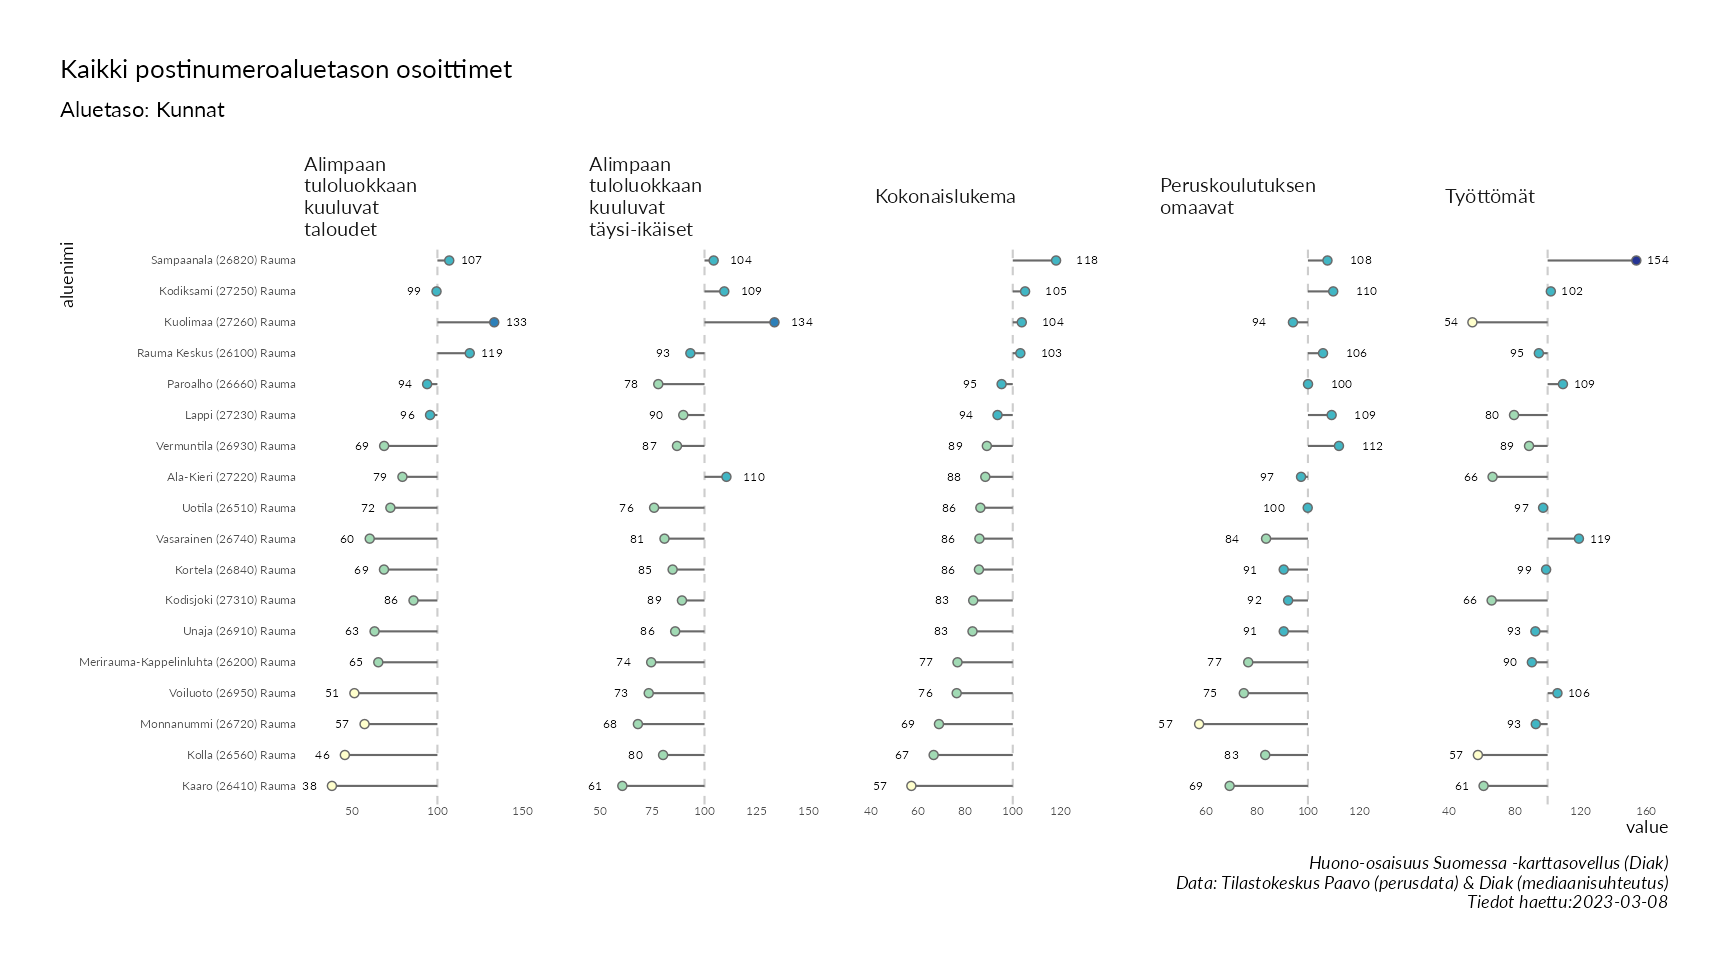 Kaikki postinumeroaluetason osoittimet
Aluetaso: Kunnat
Alimpaan
tuloluokkaan
kuuluvat
taloudet
Alimpaan
tuloluokkaan
kuuluvat
täysi-ikäiset
Kokonaislukema
Peruskoulutuksen
omaavat
Työttömät
aluenimi
Sampaanala (26820) Rauma 107 104 118 108 154
Kodiksami (27250) Rauma 99 109 105 110 102
Kuolimaa (27260) Rauma 133 134 104 94 54
Rauma Keskus (26100) Rauma 119 93 103 106 95
Paroalho (26660) Rauma 94 78 95 100 109
Lappi (27230) Rauma 96 90 94 109 80
Vermuntila (26930) Rauma 69 87 89 112 89
Ala-Kieri (27220) Rauma 79 110 88 97 66
Uotila (26510) Rauma 72 76 86 100 97
Vasarainen (26740) Rauma 60 81 86 84 119
Kortela (26840) Rauma 69 85 86 91 99
Kodisjoki (27310) Rauma 86 89 83 92 66
Unaja (26910) Rauma 63 86 83 91 93
Merirauma-Kappelinluhta (26200) Rauma 65 74 77 77 90
Voiluoto (26950) Rauma 51 73 76 75 106
Monnanummi (26720) Rauma 57 68 69 57 93
Kolla (26560) Rauma 46 80 67 83 57
Kaaro (26410) Rauma 38 61 57 69 61
50 100 150 50 75 100 125 150 40 60 80 100 120 60 80 100 120 40 80 120 160
value
Huono-osaisuus Suomessa -karttasovellus (Diak)
Data: Tilastokeskus Paavo (perusdata) & Diak (mediaanisuhteutus)
Tiedot haettu:2023-03-08